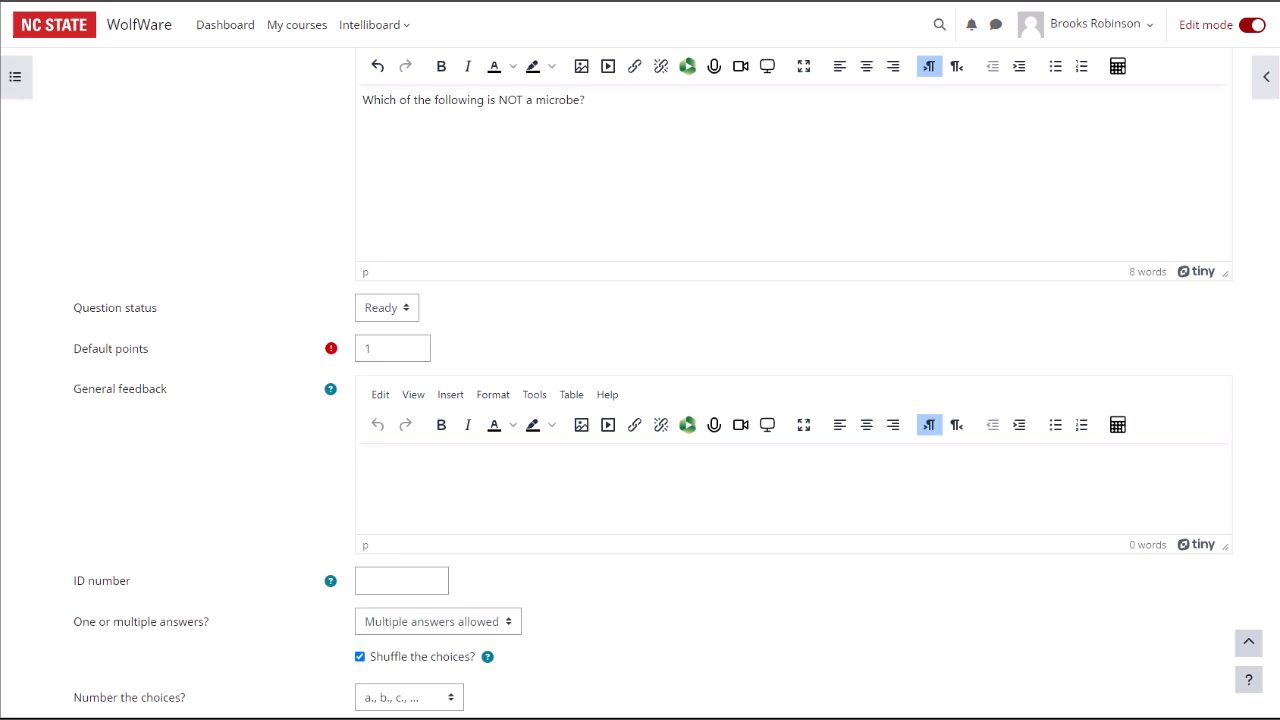 NC STATE WolfWare Dashboard My courses Intelliboard Brooks Robinson Edit mode
B I A
Which of the following is NOT a microbe?
p 8 words tiny
Question status Ready
Default points 1
General feedback Edit View Insert Format Tools Table Help
B I A
p 0 words tiny
ID number
One or multiple answers? Multiple answers allowed
Shuffle the choices?
Number the choices? a., b., c., ...